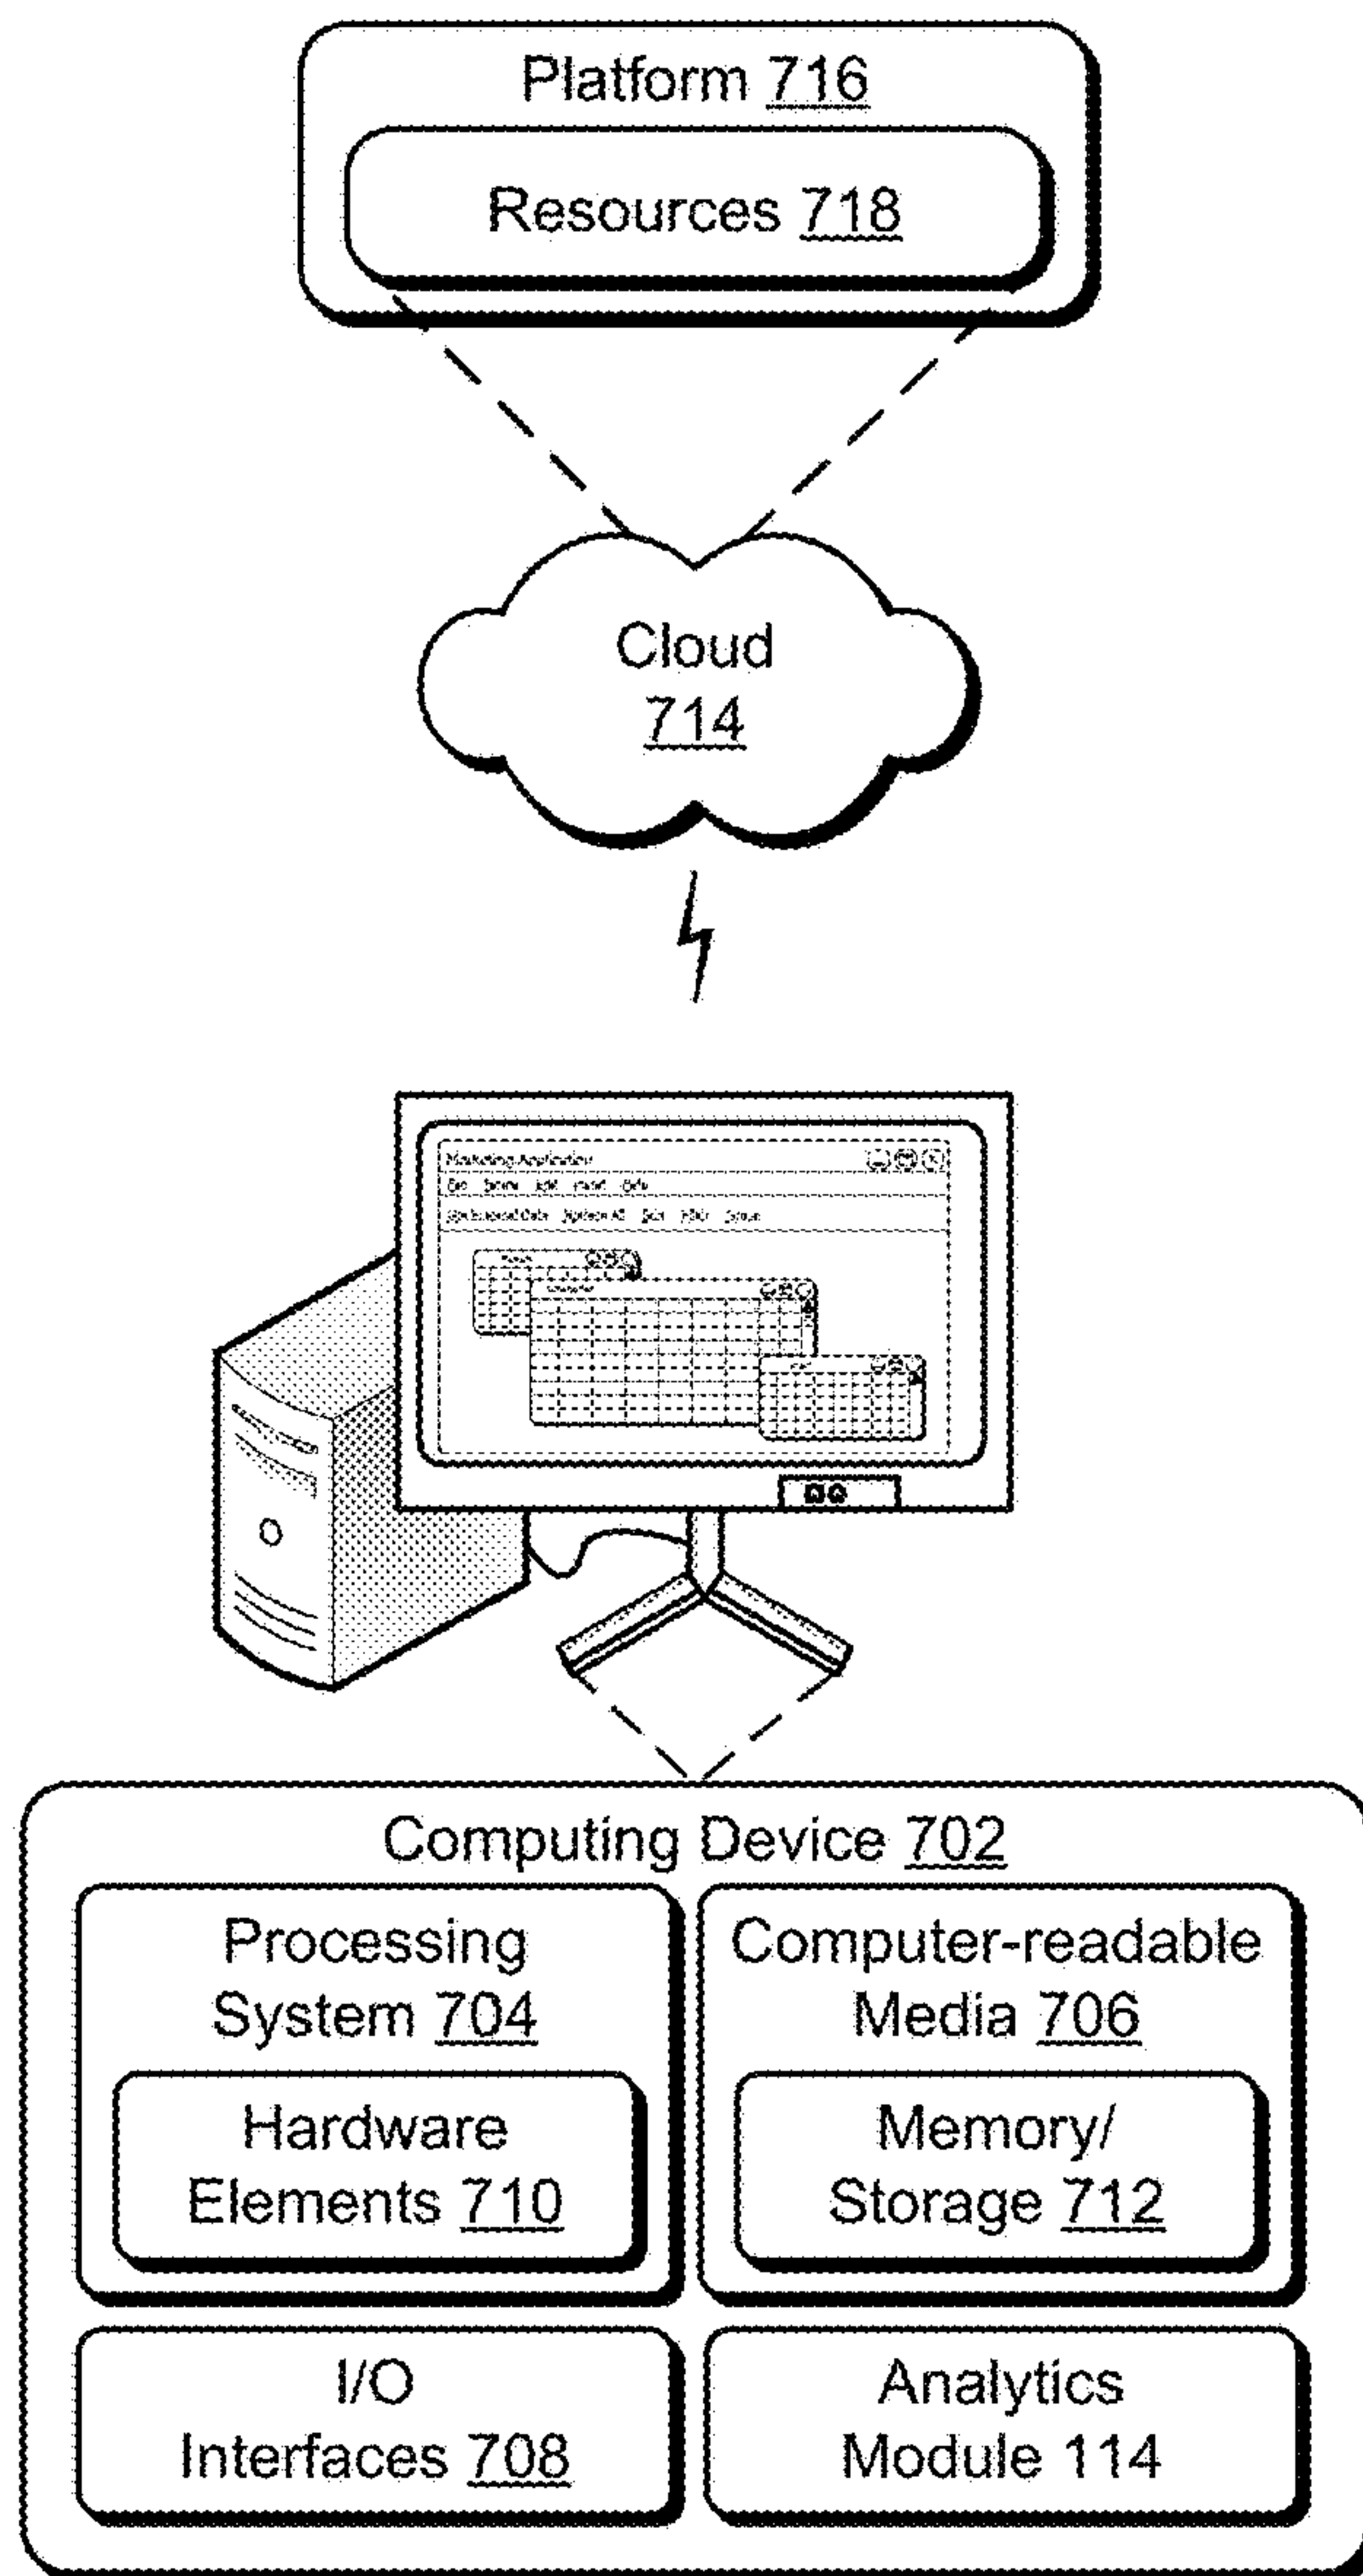 Platform 716
Resources 718
Cloud
714
Marketing Application
Computing Device 702
Processing
System 704
Hardware
Elements 710
Computer-readable
Media 706
Memory/
Storage 712
I/O
Interfaces 708
Analytics
Module 114